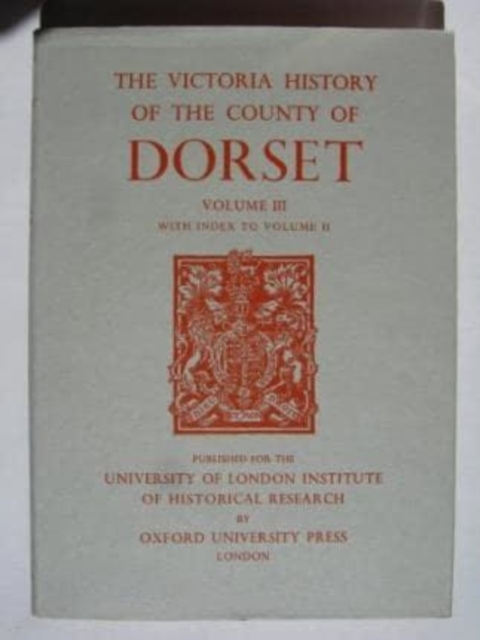 THE VICTORIA HISTORY
OF THE COUNTY OF
DORSET
VOLUME III
WITH INDEX TO VOLUME II
PUBLISHED FOR THE
UNIVERSITY OF LONDON INSTITUTE
OF HISTORICAL RESEARCH
BY
OXFORD UNIVERSITY PRESS
LONDON